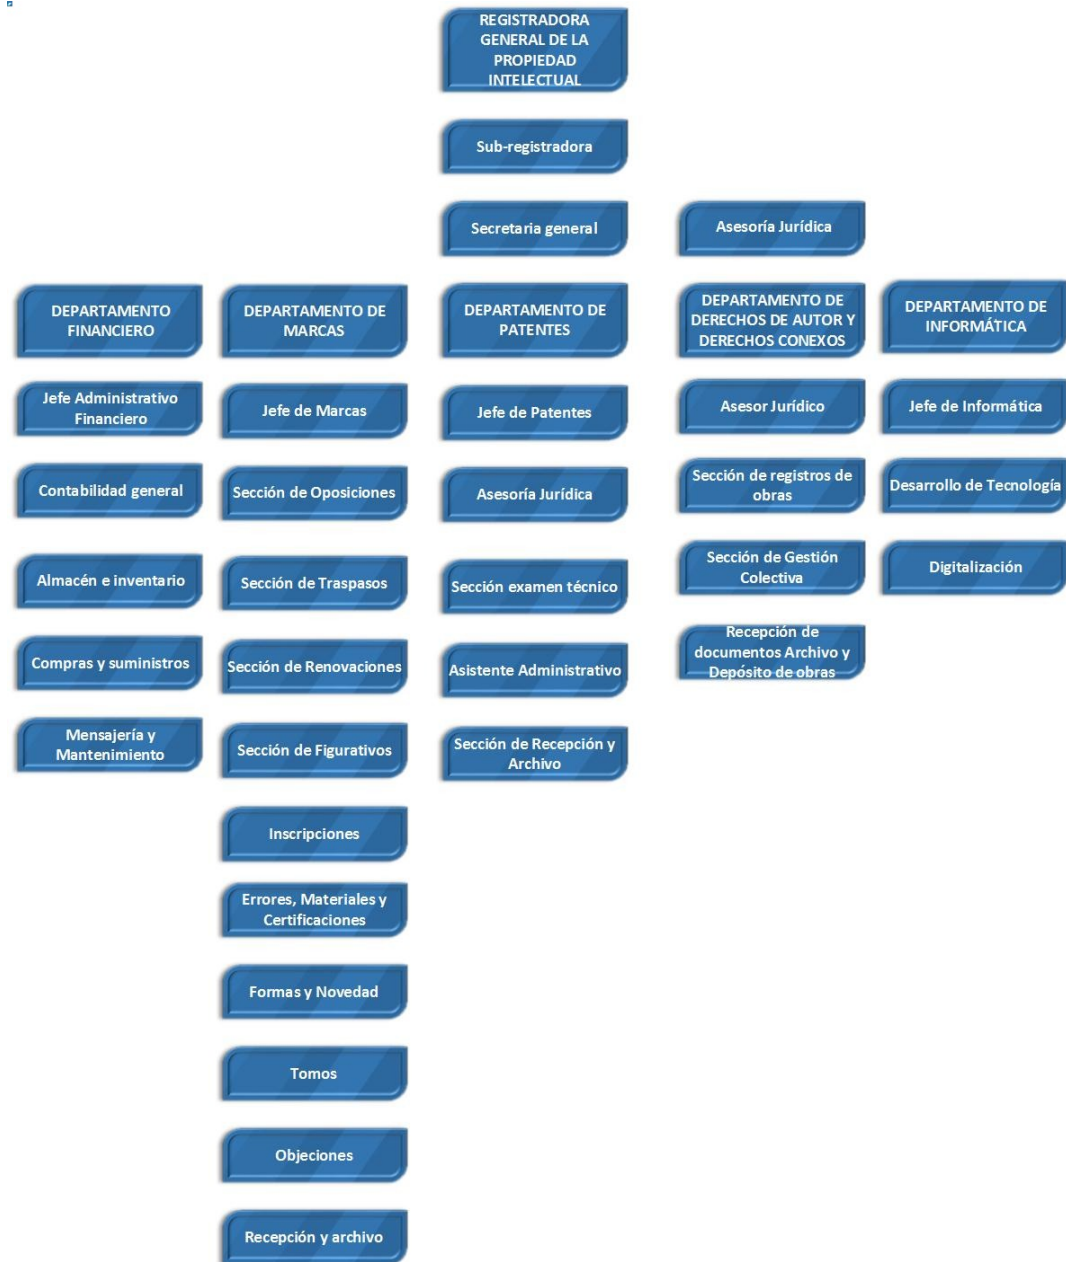 REGISTRADORA
GENERAL DE LA
PROPIEDAD
INTELECTUAL
Sub-registradora
Secretaria general
Asesoría Jurídica
DEPARTAMENTO
FINANCIERO
Jefe Administrativo
Financiero
Contabilidad general
Almacén e inventario
Compras y suministros
Mensajería y
Mantenimiento
DEPARTAMENTO DE
MARCAS
Jefe de Marcas
Sección de Oposiciones
Sección de Traspasos
Sección de Renovaciones
Sección de Figurativos
Inscripciones
Errores, Materiales y
Certificaciones
Formas y Novedad
Tomos
Objeciones
Recepción y archivo
DEPARTAMENTO DE
PATENTES
Jefe de Patentes
Asesoría Jurídica
Sección examen técnico
Asistente Administrativo
Sección de Recepción y
Archivo
DEPARTAMENTO DE
DERECHOS DE AUTOR Y
DERECHOS CONEXOS
Asesor Jurídico
Sección de registros de
obras
Sección de Gestión
Colectiva
Recepción de
documentos Archivo y
Depósito de obras
DEPARTAMENTO DE
INFORMÁTICA
Jefe de Informática
Desarrollo de Tecnología
Digitalización